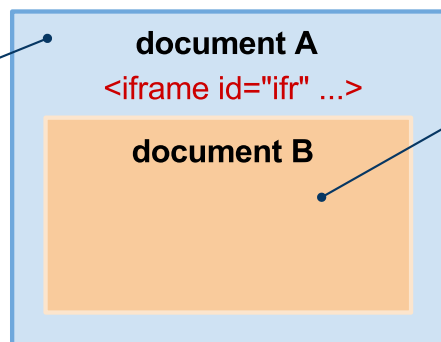 document A
<iframe id="ifr" ...>
document B